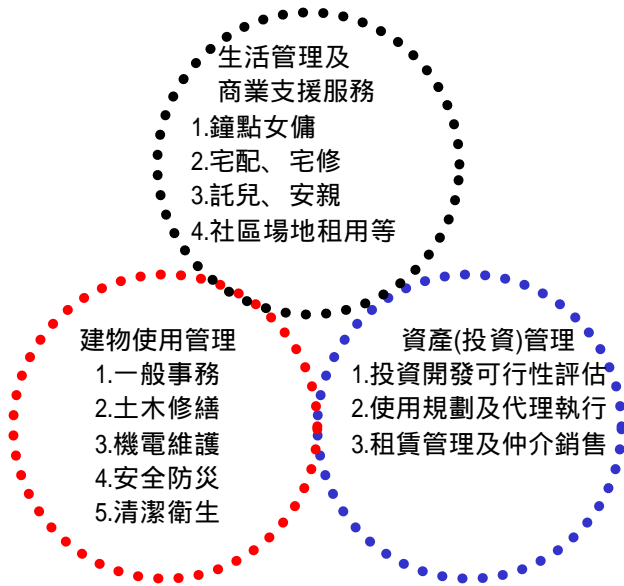 生活管理及
商業支援服務
1.鐘點女傭
2.宅配、宅修
3.託兒、安親
4.社區場地租用等
建物使用管理
1.一般事務
2.土木修繕
3.機電維護
4.安全防災
5.清潔衛生
資產(投資)管理
1.投資開發可行性評估
2.使用規劃及代理執行
3.租賃管理及仲介銷售